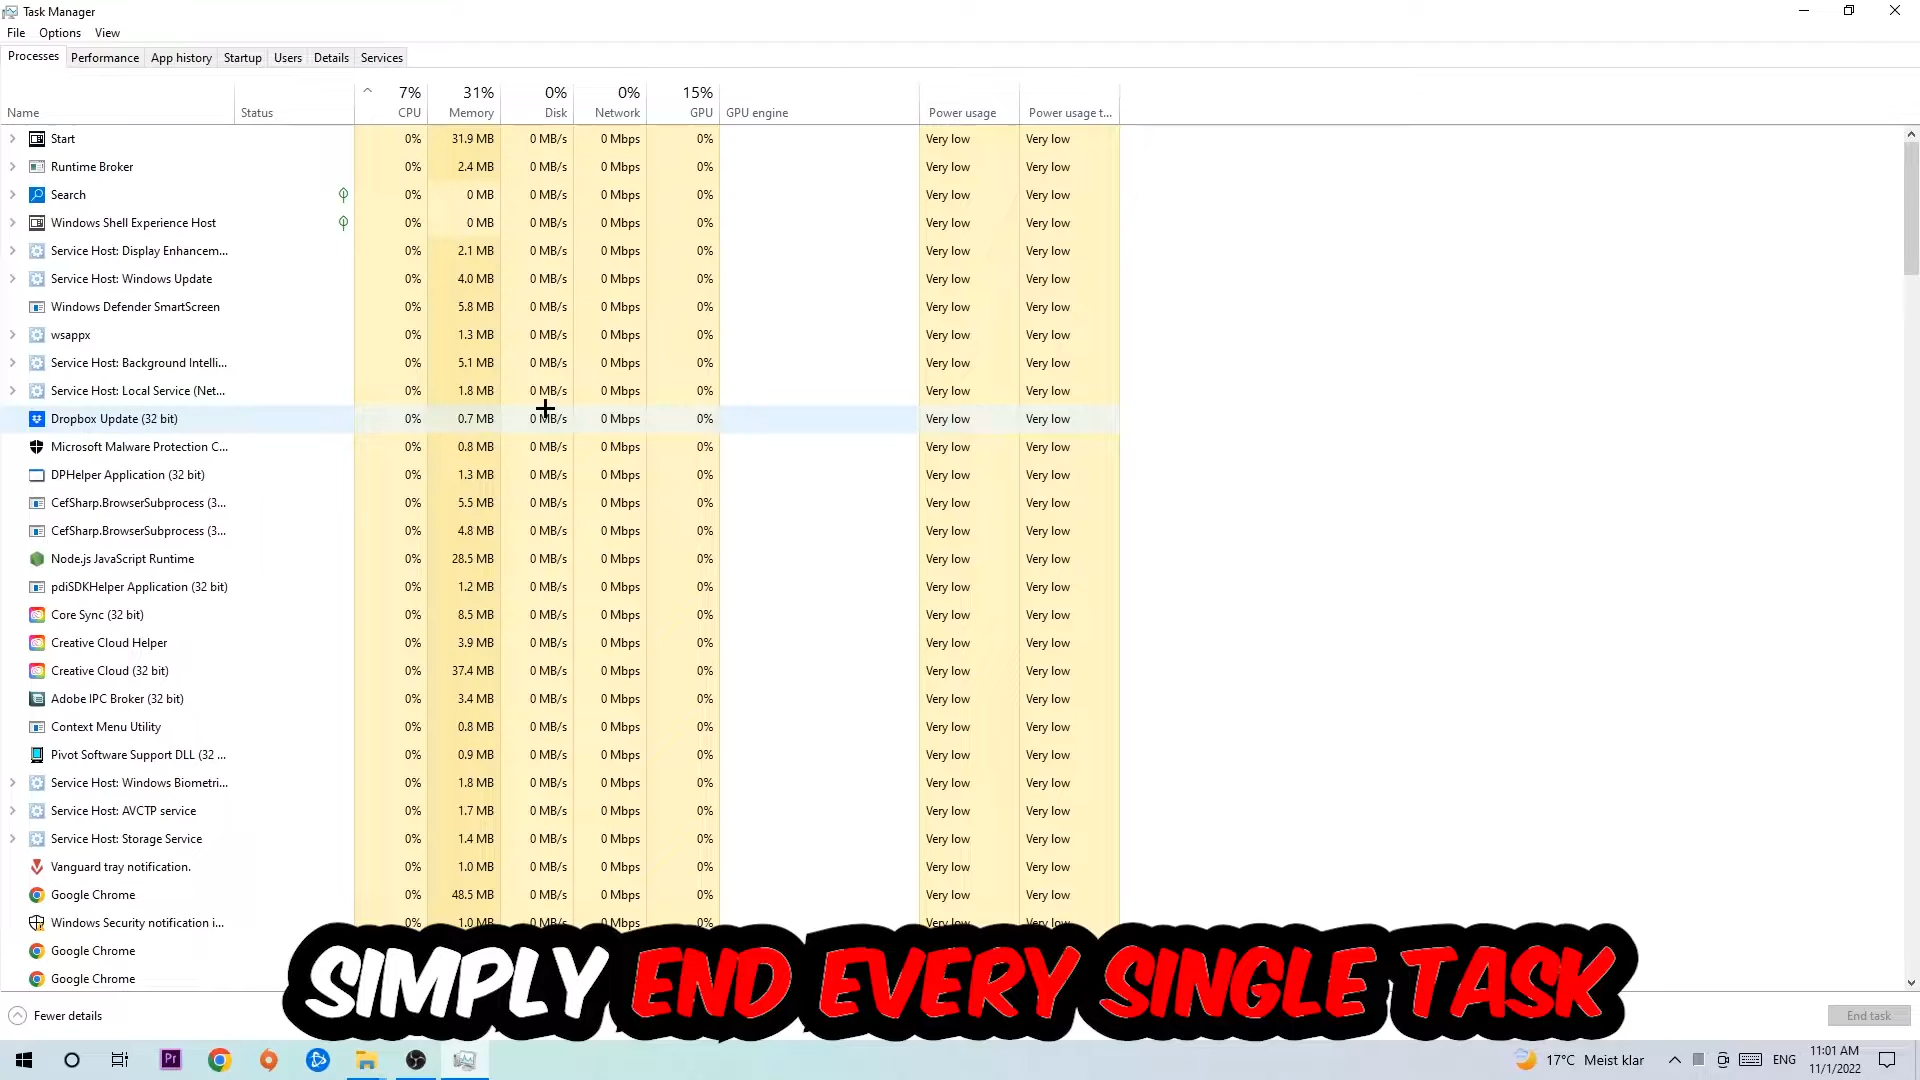 Task Manager
File Options View
Processes Performance App history Startup Users Details Services
7% 31% 0% 0% 15%
Name Status CPU Memory Disk Network GPU GPU engine Power usage Power usage t...
Start 0% 31.9 MB 0 MB/s 0 Mbps 0% Very low Very low
Runtime Broker 0% 2.4 MB 0 MB/s 0 Mbps 0% Very low Very low
Search 0% 0 MB 0 MB/s 0 Mbps 0% Very low Very low
Windows Shell Experience Host 0% 0 MB 0 MB/s 0 Mbps 0% Very low Very low
Service Host: Display Enhancem... 0% 2.1 MB 0 MB/s 0 Mbps 0% Very low Very low
Service Host: Windows Update 0% 4.0 MB 0 MB/s 0 Mbps 0% Very low Very low
Windows Defender SmartScreen 0% 5.8 MB 0 MB/s 0 Mbps 0% Very low Very low
wsappx 0% 1.3 MB 0 MB/s 0 Mbps 0% Very low Very low
Service Host: Background Intelli... 0% 5.1 MB 0 MB/s 0 Mbps 0% Very low Very low
Service Host: Local Service (Net... 0% 1.8 MB 0 MB/s 0 Mbps 0% Very low Very low
Dropbox Update (32 bit) 0% 0.7 MB 0 MB/s 0 Mbps 0% Very low Very low
Microsoft Malware Protection C... 0% 0.8 MB 0 MB/s 0 Mbps 0% Very low Very low
DPHelper Application (32 bit) 0% 1.3 MB 0 MB/s 0 Mbps 0% Very low Very low
CefSharp.BrowserSubprocess (3... 0% 5.5 MB 0 MB/s 0 Mbps 0% Very low Very low
CefSharp.BrowserSubprocess (3... 0% 4.8 MB 0 MB/s 0 Mbps 0% Very low Very low
Node.js JavaScript Runtime 0% 28.5 MB 0 MB/s 0 Mbps 0% Very low Very low
pdiSDKHelper Application (32 bit) 0% 1.2 MB 0 MB/s 0 Mbps 0% Very low Very low
Core Sync (32 bit) 0% 8.5 MB 0 MB/s 0 Mbps 0% Very low Very low
Creative Cloud Helper 0% 3.9 MB 0 MB/s 0 Mbps 0% Very low Very low
Creative Cloud (32 bit) 0% 37.4 MB 0 MB/s 0 Mbps 0% Very low Very low
Adobe IPC Broker (32 bit) 0% 3.4 MB 0 MB/s 0 Mbps 0% Very low Very low
Context Menu Utility 0% 0.8 MB 0 MB/s 0 Mbps 0% Very low Very low
Pivot Software Support DLL (32 ... 0% 0.9 MB 0 MB/s 0 Mbps 0% Very low Very low
Service Host: Windows Biometri... 0% 1.8 MB 0 MB/s 0 Mbps 0% Very low Very low
Service Host: AVCTP service 0% 1.7 MB 0 MB/s 0 Mbps 0% Very low Very low
Service Host: Storage Service 0% 1.4 MB 0 MB/s 0 Mbps 0% Very low Very low
Vanguard tray notification. 0% 1.0 MB 0 MB/s 0 Mbps 0% Very low Very low
Google Chrome 0% 48.5 MB 0 MB/s 0 Mbps 0% Very low Very low
Windows Security notification i... 0% 1.0 MB 0 MB/s 0 Mbps 0% Very low Very low
Google Chrome
Google Chrome
SIMPLY END EVERY SINGLE TASK
Fewer details End task
Pr 17°C Meist klar ENG 11:01 AM
11/1/2022